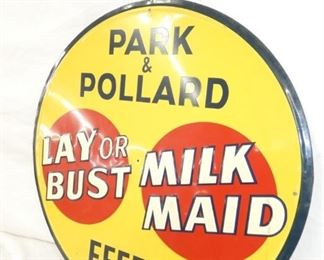 PARK
&
POLLARD
LAY OR
BUST
MILK
MAID